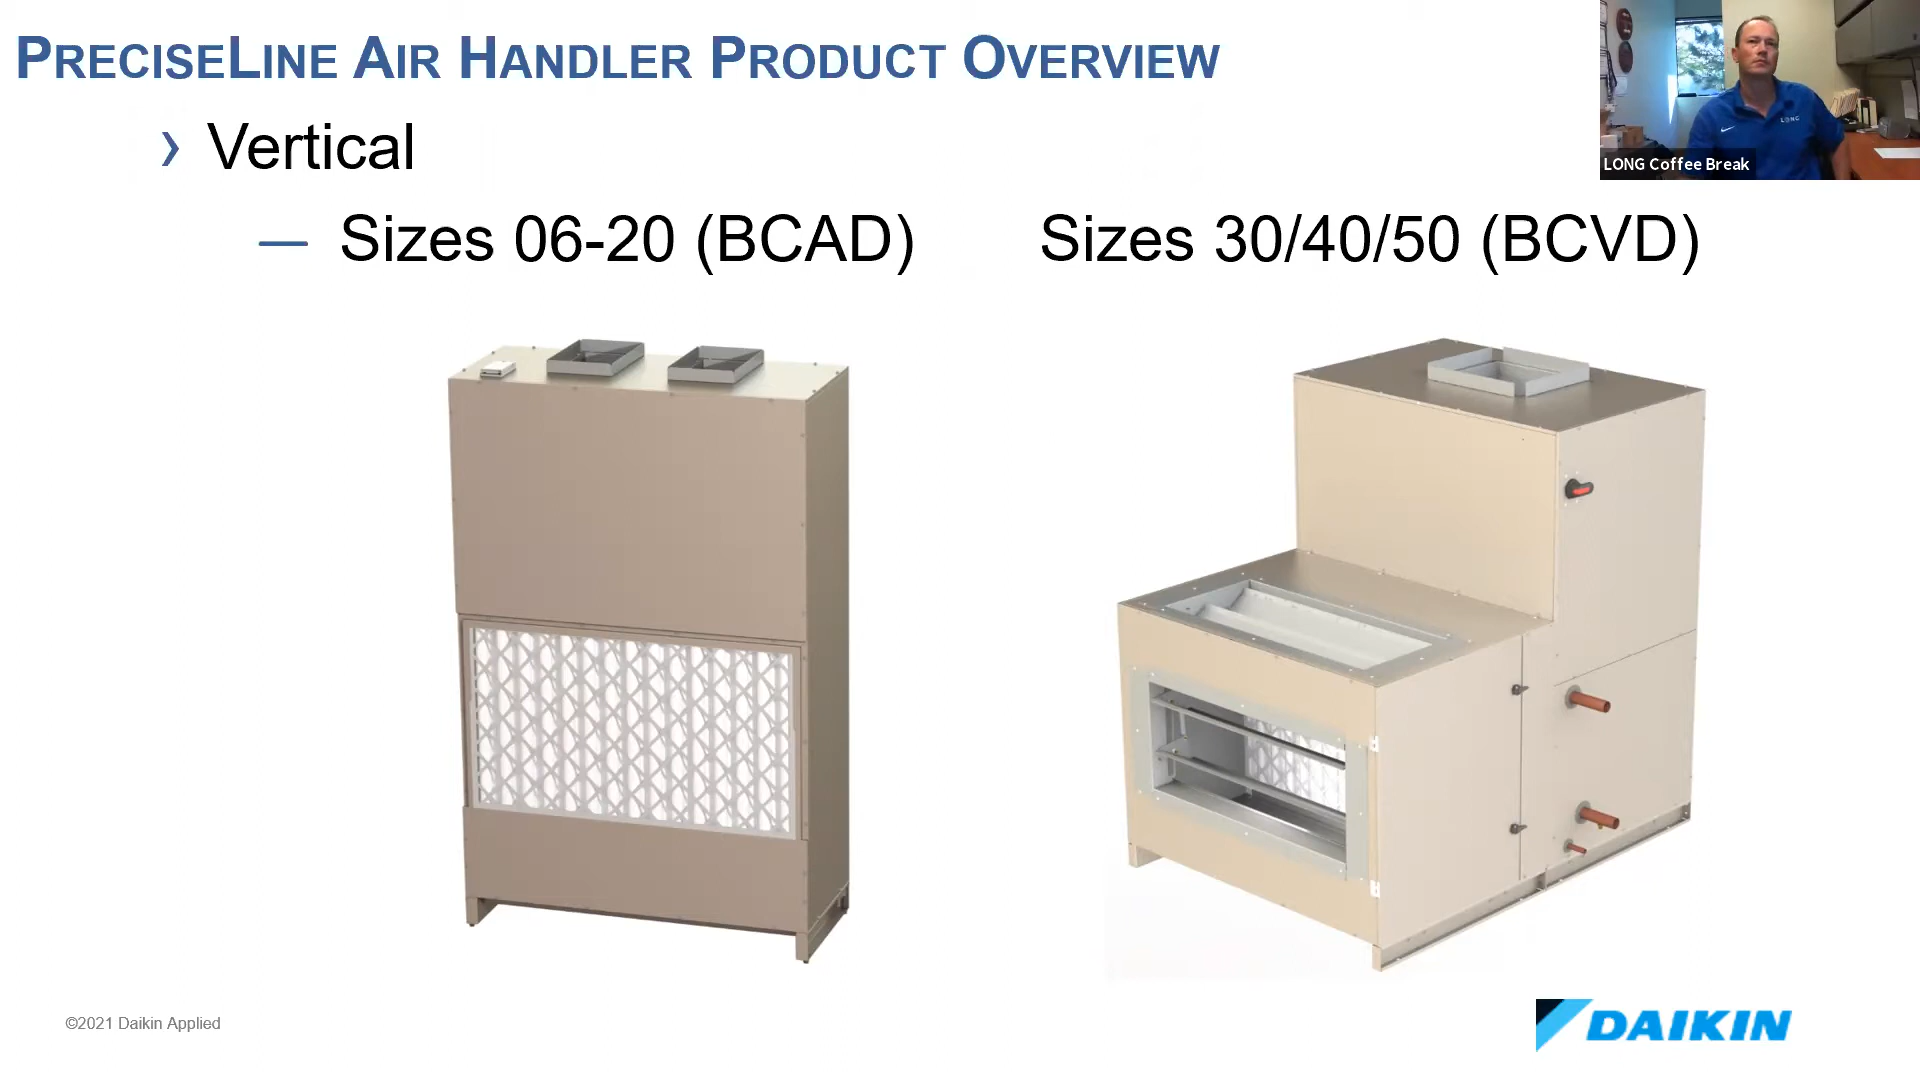 PRECISELINE AIR HANDLER PRODUCT OVERVIEW
› Vertical
— Sizes 06-20 (BCAD) Sizes 30/40/50 (BCVD)
LONG
LONG Coffee Break
©2021 Daikin Applied
DAIKIN